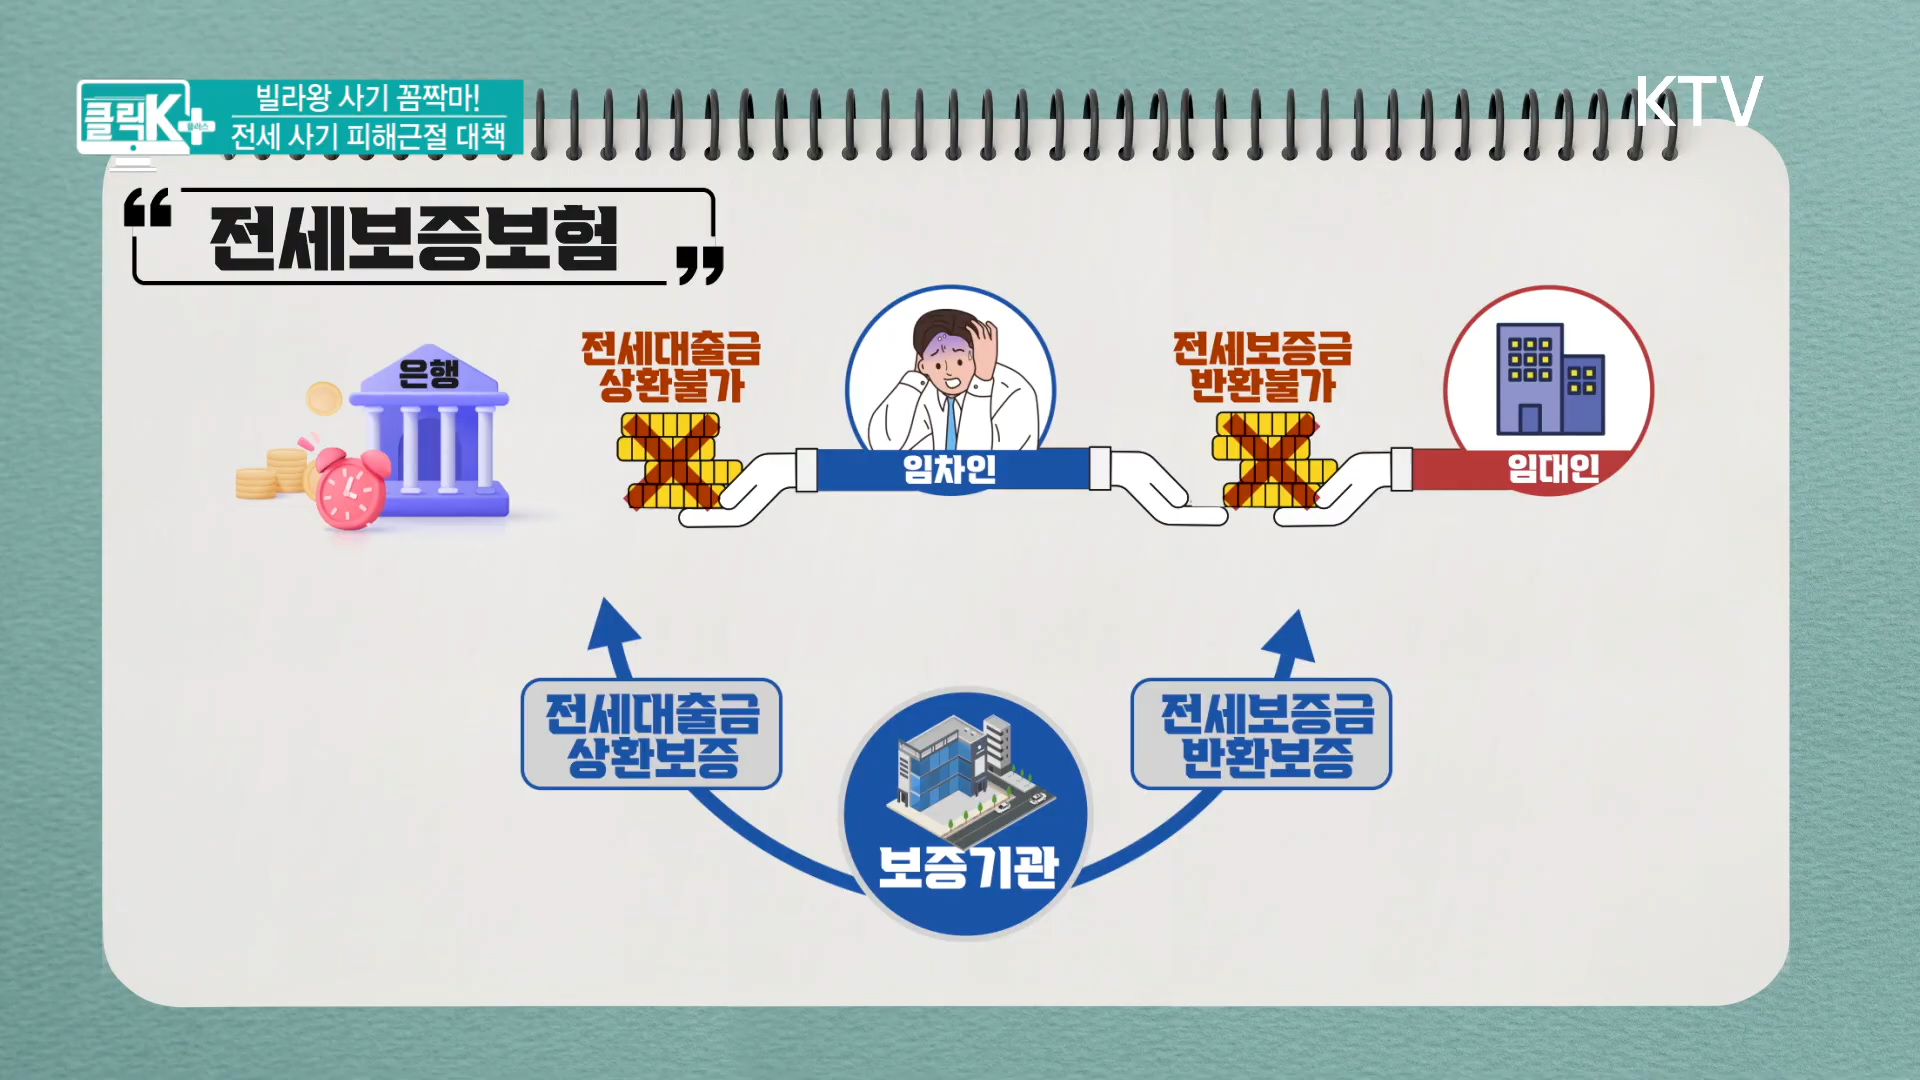 클릭K+
플러스
빌라왕 사기 꼼짝마!
전세 사기 피해근절 대책
KTV
“전세보증보험”
은행
전세대출금
상환불가
임차인
전세보증금
반환불가
임대인
전세대출금
상환보증
전세보증금
반환보증
보증기관